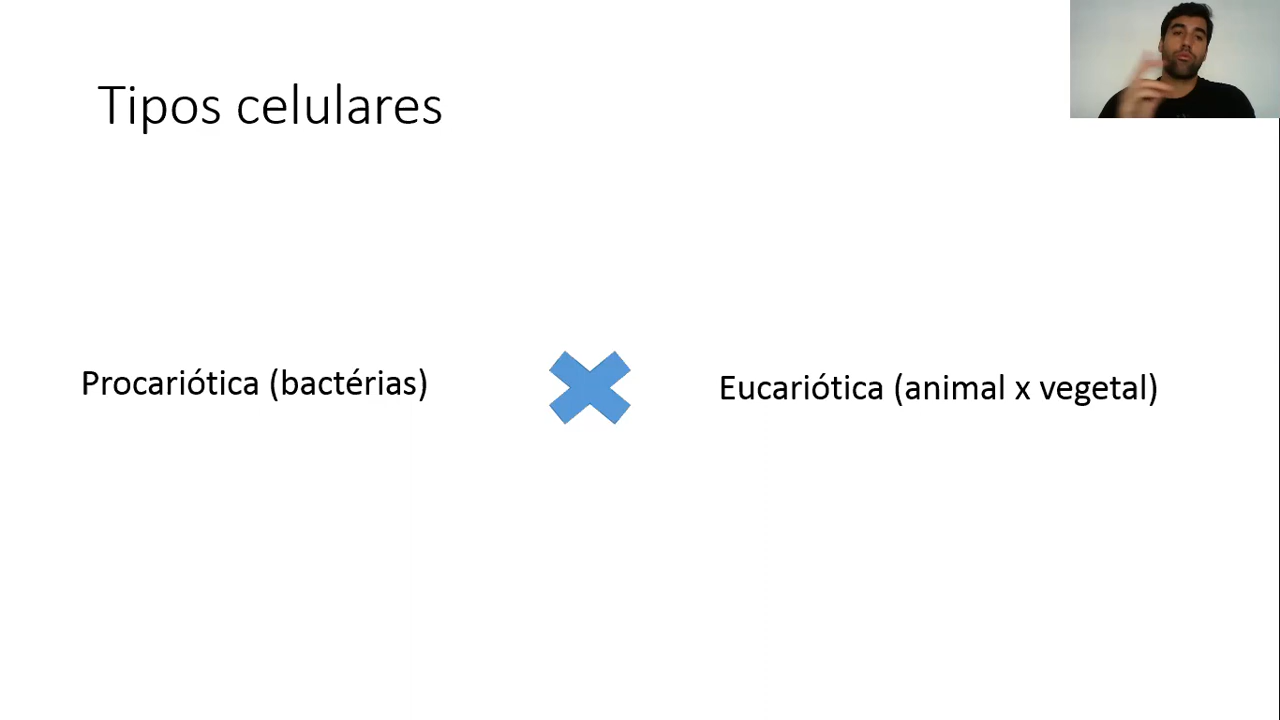 Tipos celulares
Procariótica (bactérias)
Eucariótica (animal x vegetal)